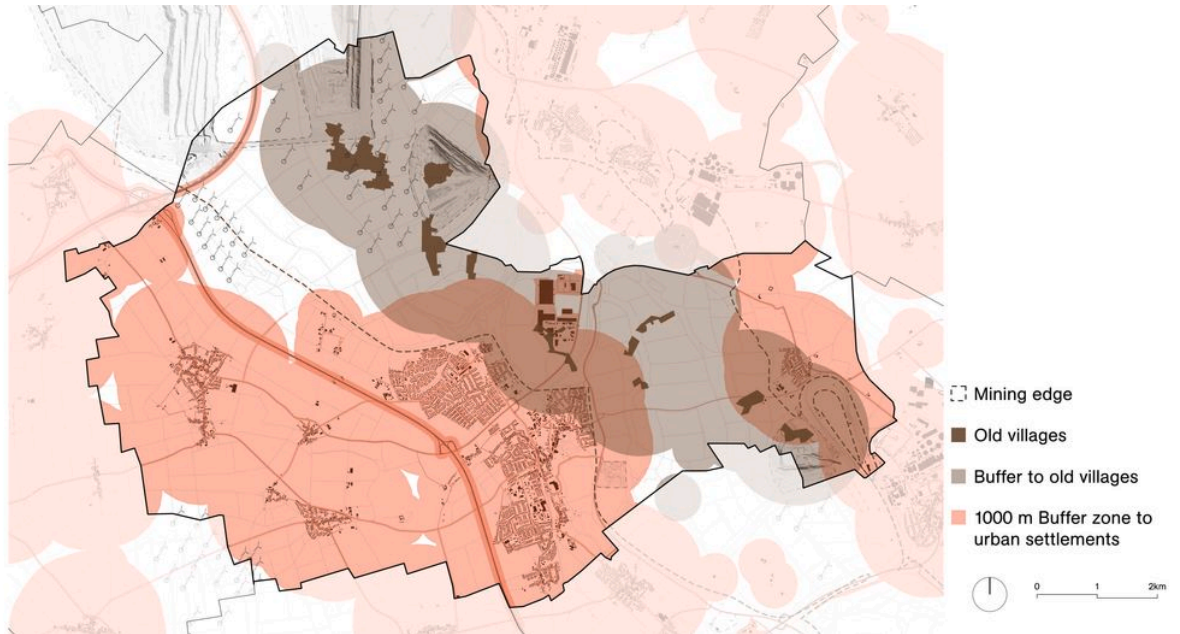 Mining edge
Old villages
Buffer to old villages
1000 m Buffer zone to
urban settlements
0 1 2km